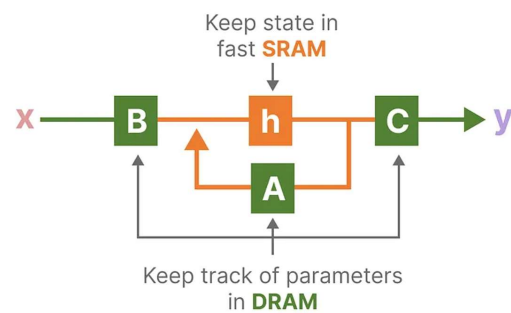 Keep state in
fast SRAM
x
B
h
C
y
A
Keep track of parameters
in DRAM